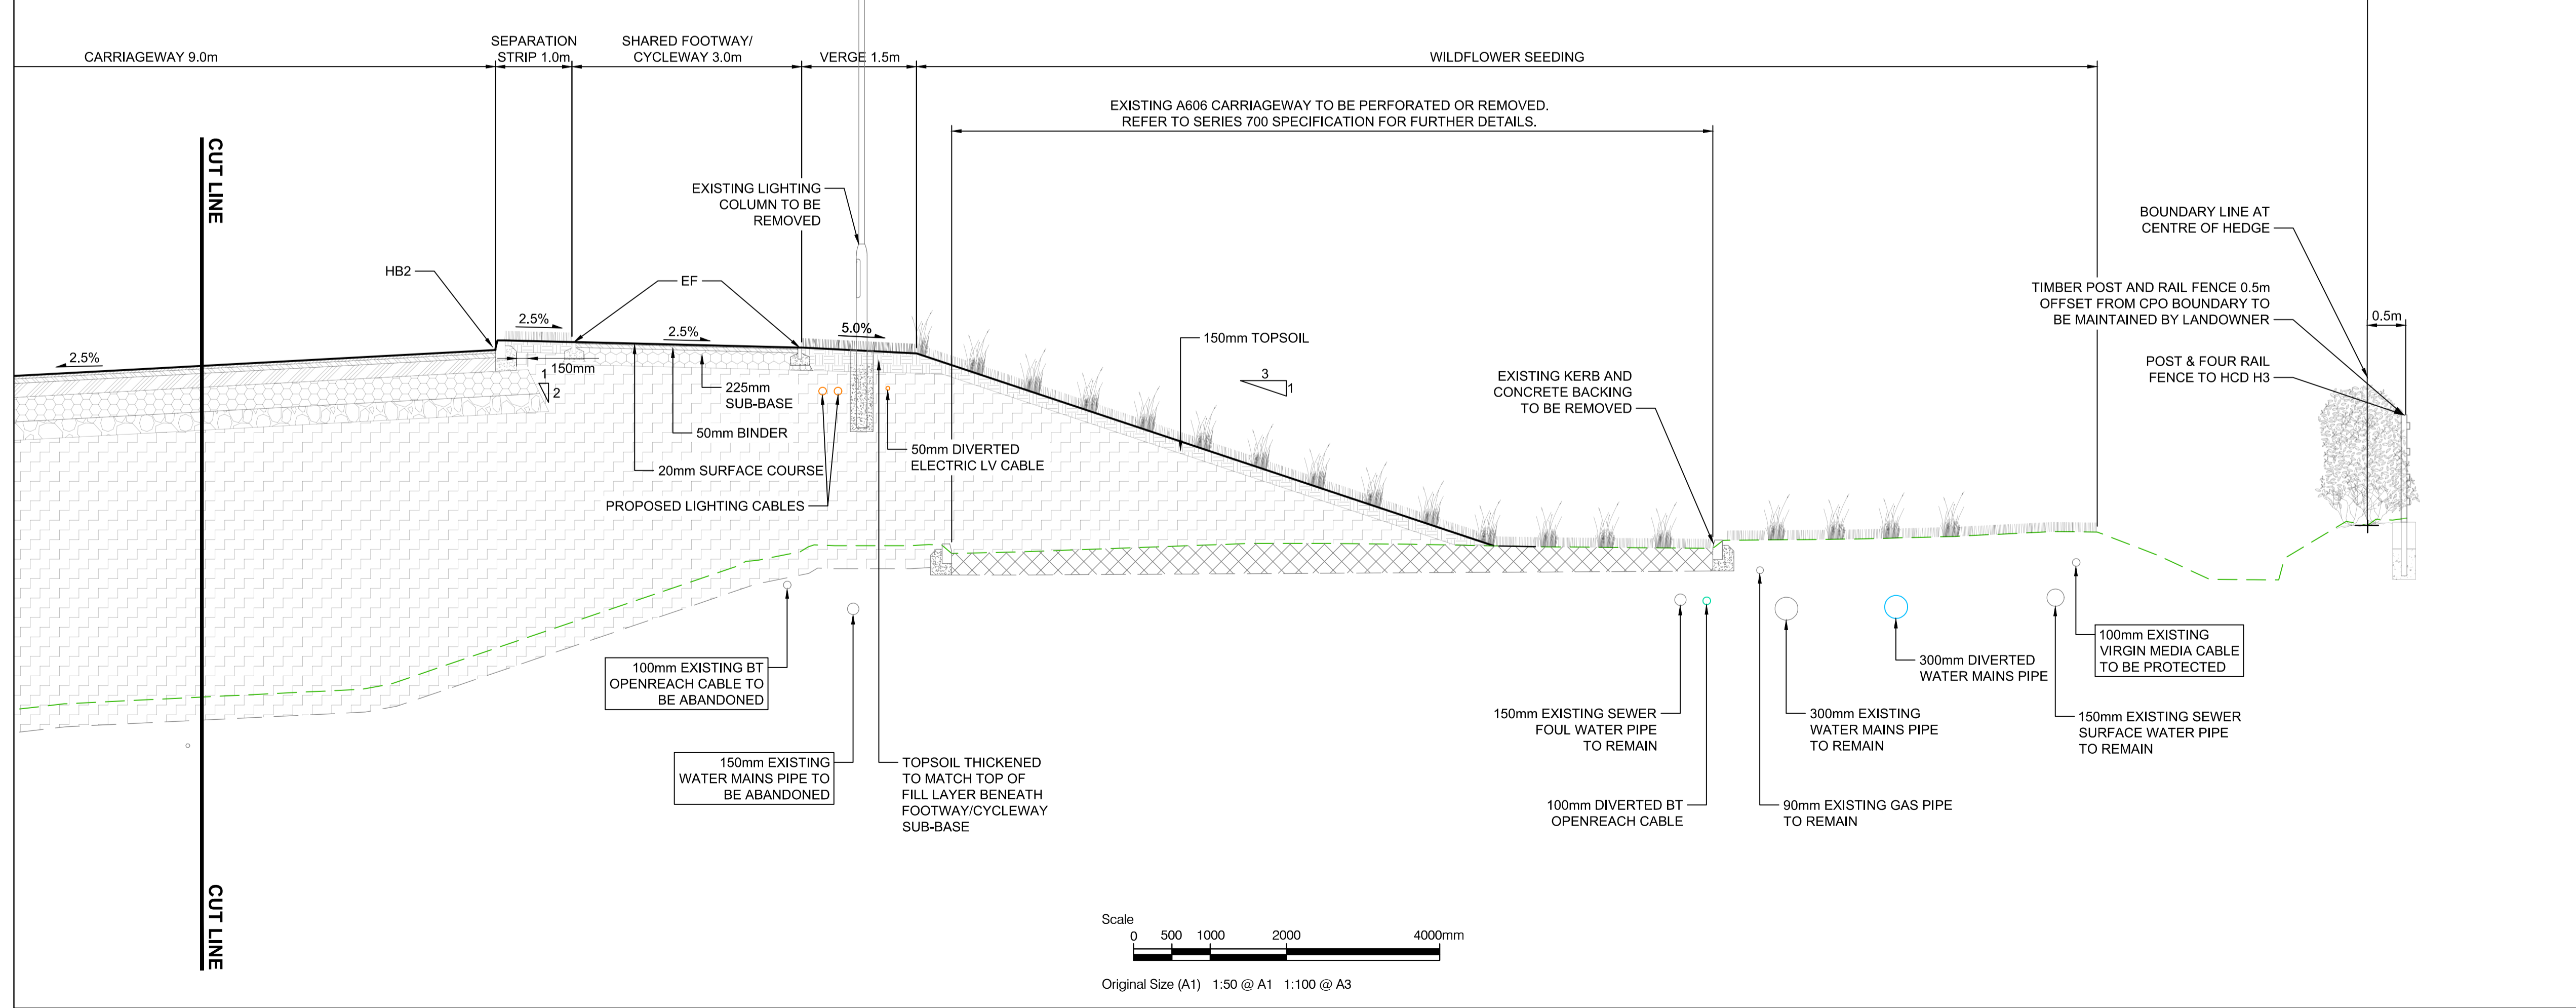 CARRIAGEWAY 9.0m
SEPARATION
STRIP 1.0m
SHARED FOOTWAY/
CYCLEWAY 3.0m
VERGE 1.5m
WILDFLOWER SEEDING
EXISTING A606 CARRIAGEWAY TO BE PERFORATED OR REMOVED.
REFER TO SERIES 700 SPECIFICATION FOR FURTHER DETAILS.
CUT LINE
EXISTING LIGHTING
COLUMN TO BE
REMOVED
BOUNDARY LINE AT
CENTRE OF HEDGE
HB2
EF
TIMBER POST AND RAIL FENCE 0.5m
OFFSET FROM CPO BOUNDARY TO
BE MAINTAINED BY LANDOWNER
0.5m
2.5%
2.5%
5.0%
2.5%
150mm TOPSOIL
POST & FOUR RAIL
FENCE TO HCD H3
150mm
1
2
3
1
225mm
SUB-BASE
EXISTING KERB AND
CONCRETE BACKING
TO BE REMOVED
50mm BINDER
50mm DIVERTED
ELECTRIC LV CABLE
20mm SURFACE COURSE
PROPOSED LIGHTING CABLES
100mm EXISTING BT
OPENREACH CABLE TO
BE ABANDONED
100mm EXISTING
VIRGIN MEDIA CABLE
TO BE PROTECTED
300mm DIVERTED
WATER MAINS PIPE
150mm EXISTING SEWER
FOUL WATER PIPE
TO REMAIN
300mm EXISTING
WATER MAINS PIPE
TO REMAIN
150mm EXISTING SEWER
SURFACE WATER PIPE
TO REMAIN
150mm EXISTING
WATER MAINS PIPE TO
BE ABANDONED
TOPSOIL THICKENED
TO MATCH TOP OF
FILL LAYER BENEATH
FOOTWAY/CYCLEWAY
SUB-BASE
100mm DIVERTED BT
OPENREACH CABLE
90mm EXISTING GAS PIPE
TO REMAIN
CUT LINE
Scale
0 500 1000 2000 4000mm
Original Size (A1) 1:50 @ A1 1:100 @ A3